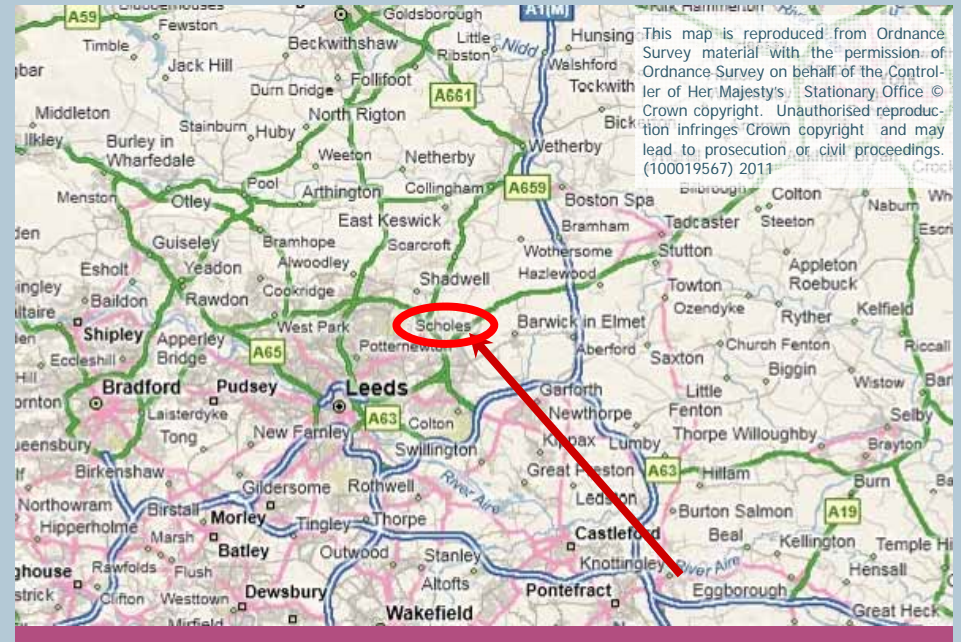 A59
Fewston
Goldsborough
A1(M)
Timble
Beckwithshaw
Little Ribston
Nidd
Hunsing
Jack Hill
Follifoot
Walshford
Burn Bridge
A661
Tockwith
Middleton
North Rigton
Stainburn
Huby
Ilkley
Burley in
Wharfedale
Weeton
Netherby
Wetherby
This map is reproduced from Ordnance
Survey material with the permission of
Ordnance Survey on behalf of the Control-
ler of Her Majesty's Stationary Office ©
Crown copyright. Unauthorised reproduc-
tion infringes Crown copyright and may
lead to prosecution or civil proceedings.
(100019567) 2011
Menston
Otley
Pool
Arthington
Collingham
A659
Boston Spa
Bilbrough
Colton
Nabum
East Keswick
Bramham
Tadcaster
Steeton
Guiseley
Bramhope
Scarcroft
Wothersome
Stutton
Esholt
Yeadon
Alwoodley
Shadwell
Hazlewood
Appleton
Roebuck
Baildon
Rawdon
Cookridge
Towton
Ozendyke
Ryther
Kelfield
Shipley
Apperley
Bridge
West Park
Scholes
Barwick in Elmet
Church Fenton
Riccall
Eccleshill
A65
Potternewton
Aberford
Saxton
Biggin
Bradford
Pudsey
Leeds
Garforth
Little
Fenton
Wistow
Laisterdyke
A63
Colton
Newthorpe
Selby
Tong
New Farnley
Swillington
Kippax
Lumby
Thorpe Willoughby
Brayton
Birkenshaw
Great Preston
A63
Hillam
Burn
Gildersome
Rothwell
River Aire
Ledston
Northowram
Birstall
Morley
Burton Salmon
A19
Hipperholme
Tingley
Thorpe
Castleford
Beal
Kellington
Marsh
Batley
Outwood
Stanley
Knottingley
River Aire
Temple Hi
Rawfolds
Flush
Hensall
Clifton
Westtown
Dewsbury
Altofts
Pontefract
Eggborough
Wakefield
Great Heck
Mirfield